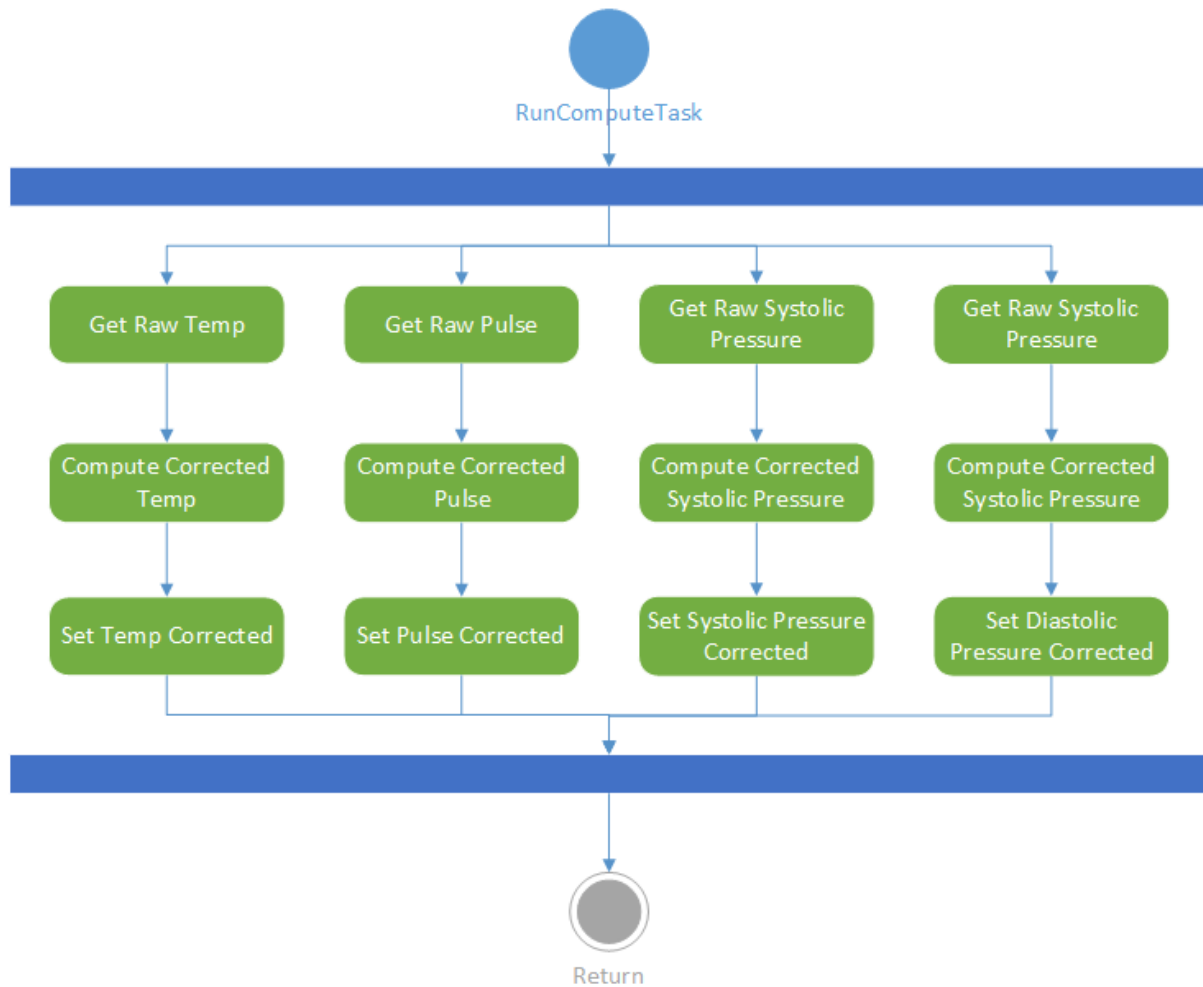 RunComputeTask
Get Raw Temp
Get Raw Pulse
Get Raw Systolic
Pressure
Get Raw Systolic
Pressure
Compute Corrected
Temp
Compute Corrected
Pulse
Compute Corrected
Systolic Pressure
Compute Corrected
Systolic Pressure
Set Temp Corrected
Set Pulse Corrected
Set Systolic Pressure
Corrected
Set Diastolic
Pressure Corrected
Return